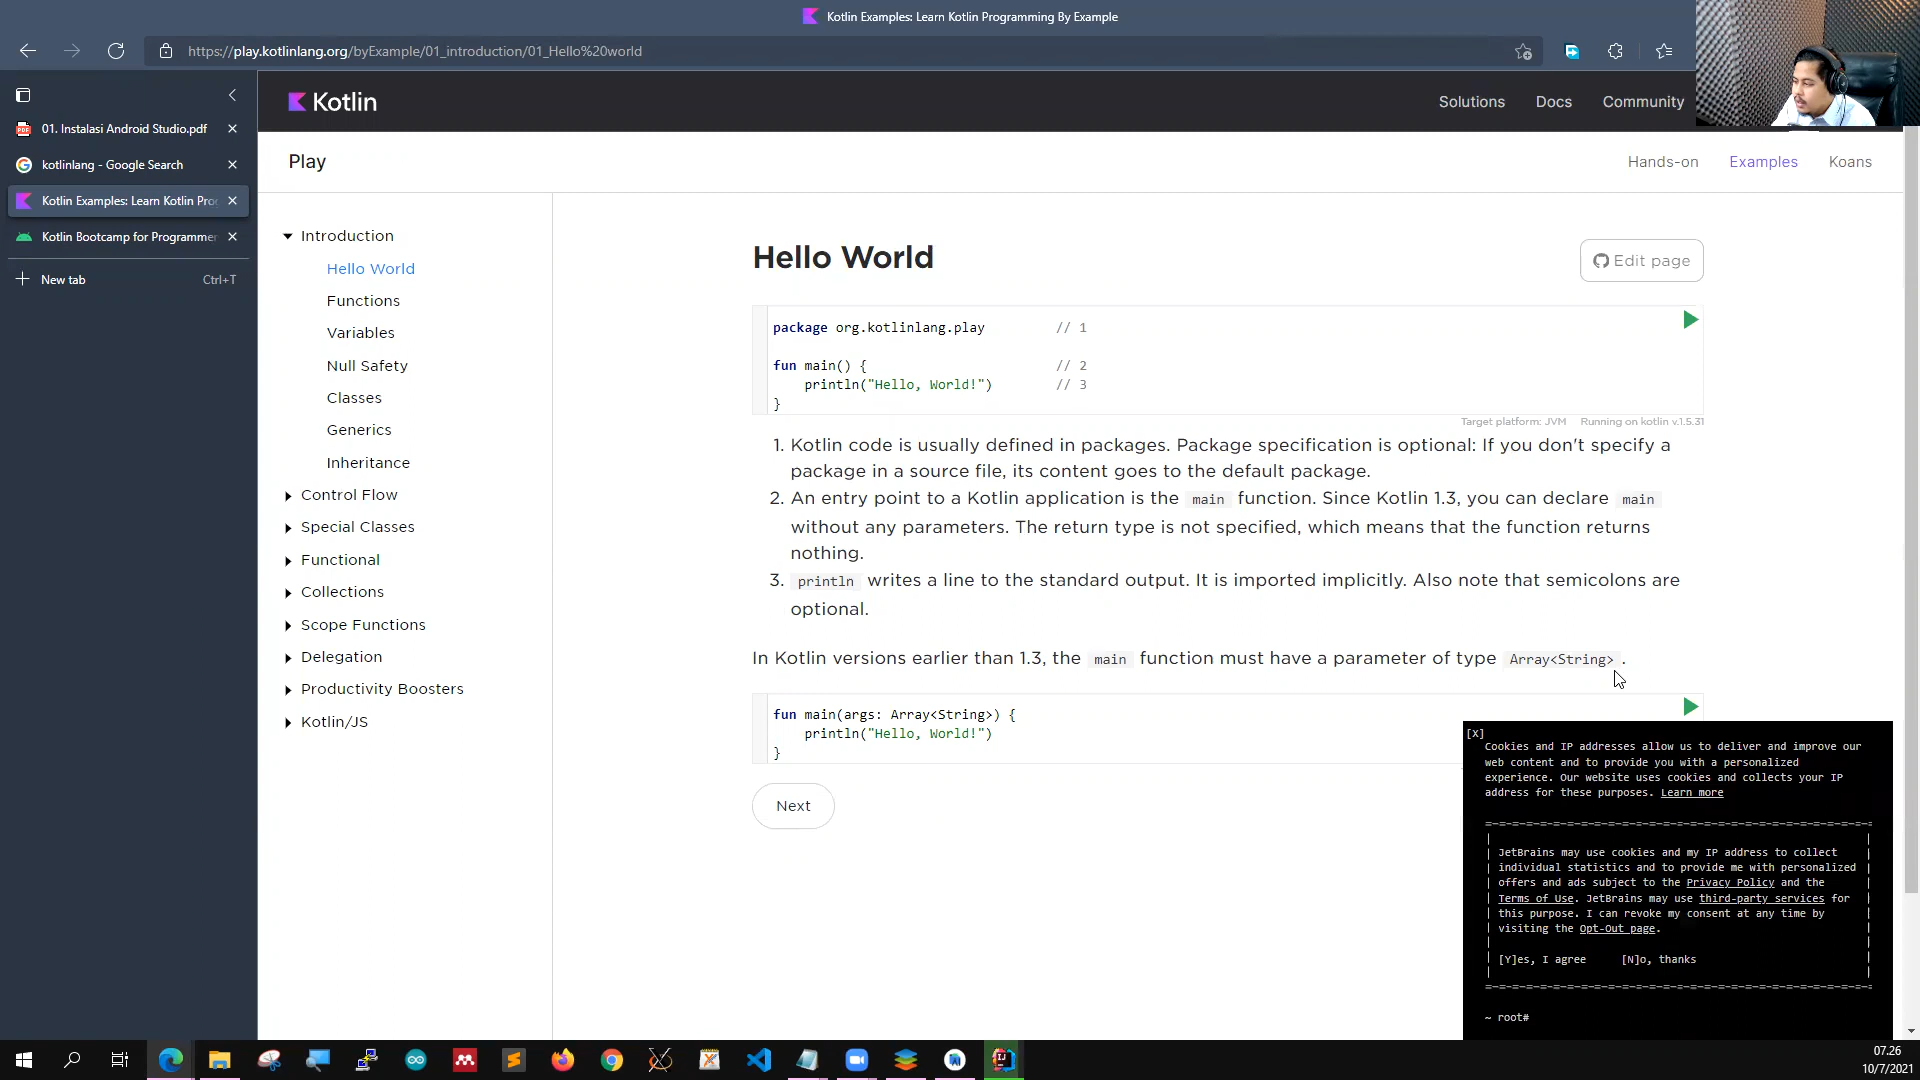 Kotlin Examples: Learn Kotlin Programming By Example
https://play.kotlinlang.org/byExample/01_introduction/01_Hello%20world
01. Instalasi Android Studio.pdf
kotlinlang - Google Search
Kotlin Examples: Learn Kotlin Pro
Kotlin Bootcamp for Programmer
New tab Ctrl+T
Kotlin
Solutions Docs Community
Play
Hands-on Examples Koans
Introduction
Hello World
Functions
Variables
Null Safety
Classes
Generics
Inheritance
Control Flow
Special Classes
Functional
Collections
Scope Functions
Delegation
Productivity Boosters
Kotlin/JS
Hello World
Edit page
package org.kotlinlang.play // 1
fun main() { // 2
println("Hello, World!") // 3
}
Target platform: JVM Running on kotlin v.1.5.31
1. Kotlin code is usually defined in packages. Package specification is optional: If you don't specify a
package in a source file, its content goes to the default package.
2. An entry point to a Kotlin application is the main function. Since Kotlin 1.3, you can declare main
without any parameters. The return type is not specified, which means that the function returns
nothing.
3. println writes a line to the standard output. It is imported implicitly. Also note that semicolons are
optional.
In Kotlin versions earlier than 1.3, the main function must have a parameter of type Array<String> .
fun main(args: Array<String>) {
println("Hello, World!")
}
Next
[X]
Cookies and IP addresses allow us to deliver and improve our
web content and to provide you with a personalized
experience. Our website uses cookies and collects your IP
address for these purposes. Learn more
JetBrains may use cookies and my IP address to collect
individual statistics and to provide me with personalized
offers and ads subject to the Privacy Policy and the
Terms of Use. JetBrains may use third-party services for
this purpose. I can revoke my consent at any time by
visiting the Opt-Out page.
[Y]es, I agree [N]o, thanks
~ root#
07.26
10/7/2021